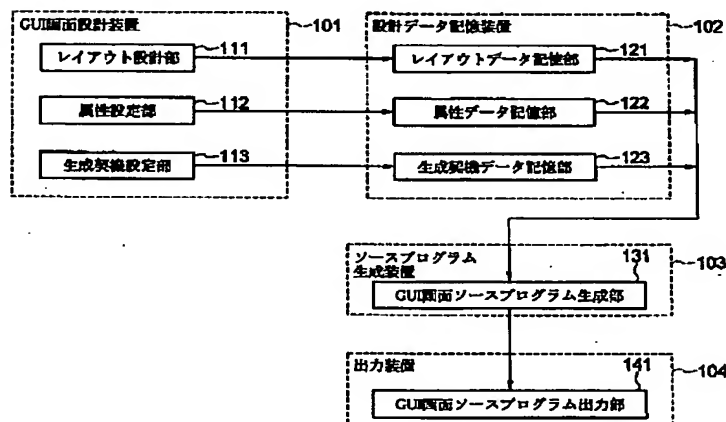 GUI画面設計装置
101
レイアウト設計部
111
属性設定部
112
生成契機設定部
113
設計データ記憶装置
102
レイアウトデータ記憶部
121
属性データ記憶部
122
生成契機データ記憶部
123
ソースプログラム
生成装置
103
131
GUI画面ソースプログラム生成部
出力装置
104
141
GUI画面ソースプログラム出力部